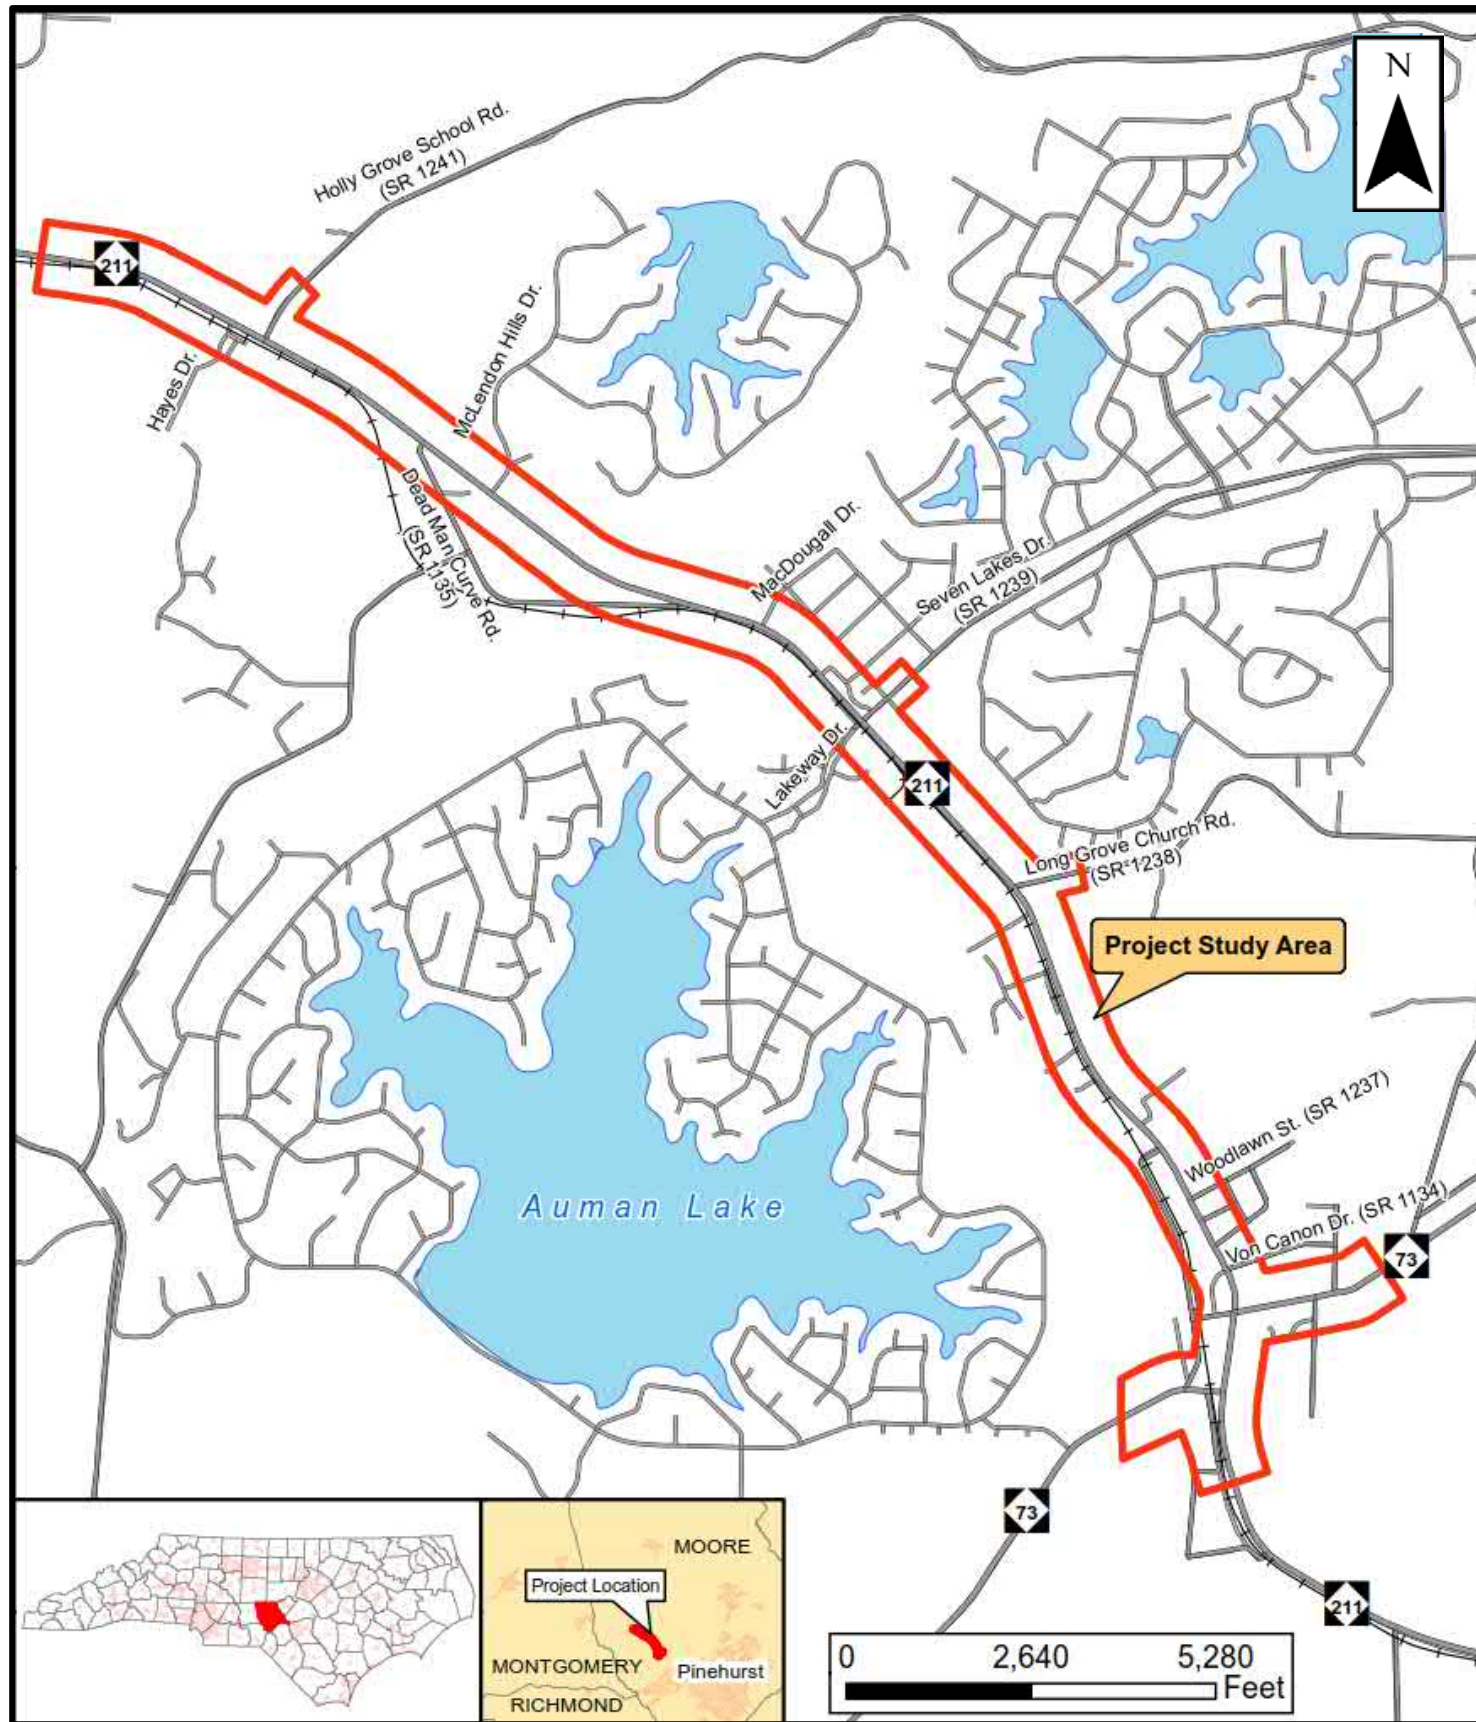 N
Holly Grove School Rd.
(SR 1241)
211
McLendon Hills Dr.
Hayes Dr.
Dead Man Curve Rd.
(SR 1135)
MacDougall Dr.
Seven Lakes Dr.
(SR 1239)
Lakeway Dr.
211
Long Grove Church Rd.
(SR 1238)
Project Study Area
Woodlawn St. (SR 1237)
Auman Lake
Von Canon Dr. (SR 1134)
73
73
211
MOORE
Project Location
MONTGOMERY
Pinehurst
RICHMOND
0 2,640 5,280
Feet